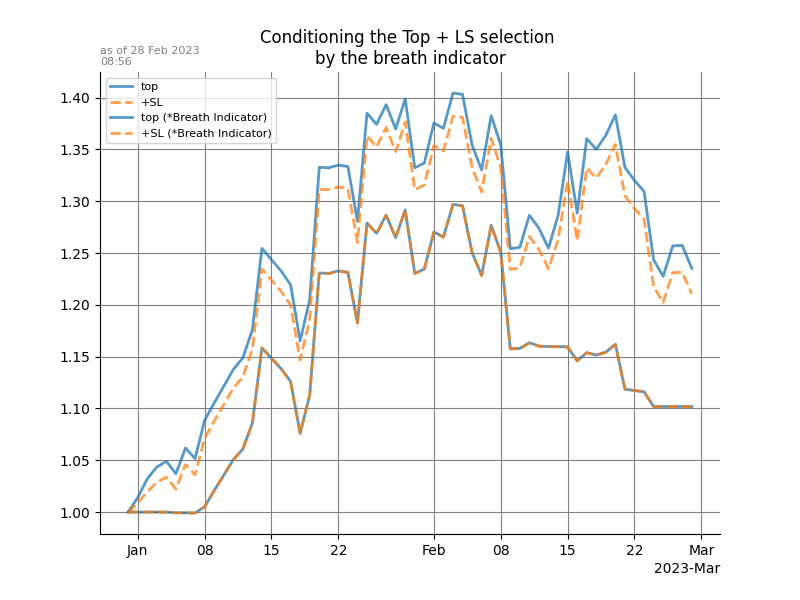 Conditioning the Top + LS selection
by the breath indicator
as of 28 Feb 2023
08:56
top
+SL
top (*Breath Indicator)
+SL (*Breath Indicator)
1.40
1.35
1.30
1.25
1.20
1.15
1.10
1.05
1.00
Jan 08 15 22 Feb 08 15 22 Mar
2023-Mar